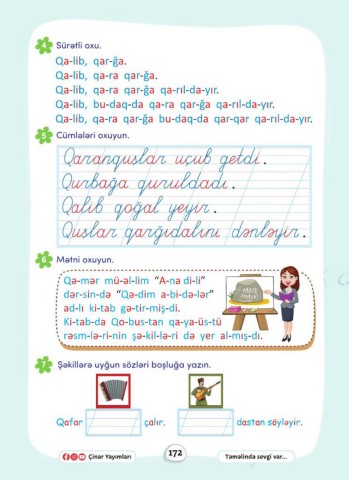 4 Sürətli oxu.
Qa-lib, qar-ğa.
Qa-lib, qa-ra qar-ğa.
Qa-lib, qa-ra qar-ğa qa-rıl-da-yır.
Qa-lib, bu-daq-da qa-ra qar-ğa qa-rıl-da-yır.
Qa-lib, qa-ra qar-ğa bu-daq-da qar-qar qa-rıl-da-yır.
5 Cümlələri oxuyun.
Qaranquşlar uçub getdi.
Qurbağa quruldadı.
Qalib qoğal yeyir.
Quşlar qarğıdalını dənləyir.
6 Mətni oxuyun.
Qə-mər mü-əl-lim "A-na di-li"
dər-sin-də "Qə-dim a-bi-də-lər"
ad-lı ki-tab gə-tir-miş-di.
Ki-tab-da Qo-bus-tan qa-ya-üs-tü
rəsm-lə-ri-nin şə-kil-lə-ri də yer al-mış-dı.
7 Şəkillərə uyğun sözləri boşluğa yazın.
Qafar çalır. dastan söyləyir.
Çinar Yayımları 172 Təməlində sevgi var...